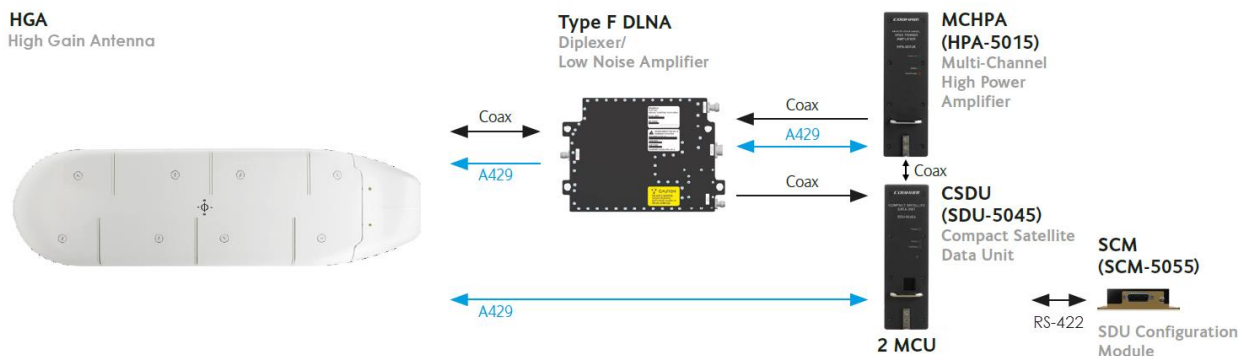 HGA
High Gain Antenna
Type F DLNA
Diplexer/
Low Noise Amplifier
MCHPA
(HPA-5015)
Multi-Channel
High Power
Amplifier
Coax
A429
Coax
A429
Coax
Coax
CSDU
(SDU-5045)
Compact Satellite
Data Unit
A429
2 MCU
SCM
(SCM-5055)
RS-422
SDU Configuration
Module
CAUTION